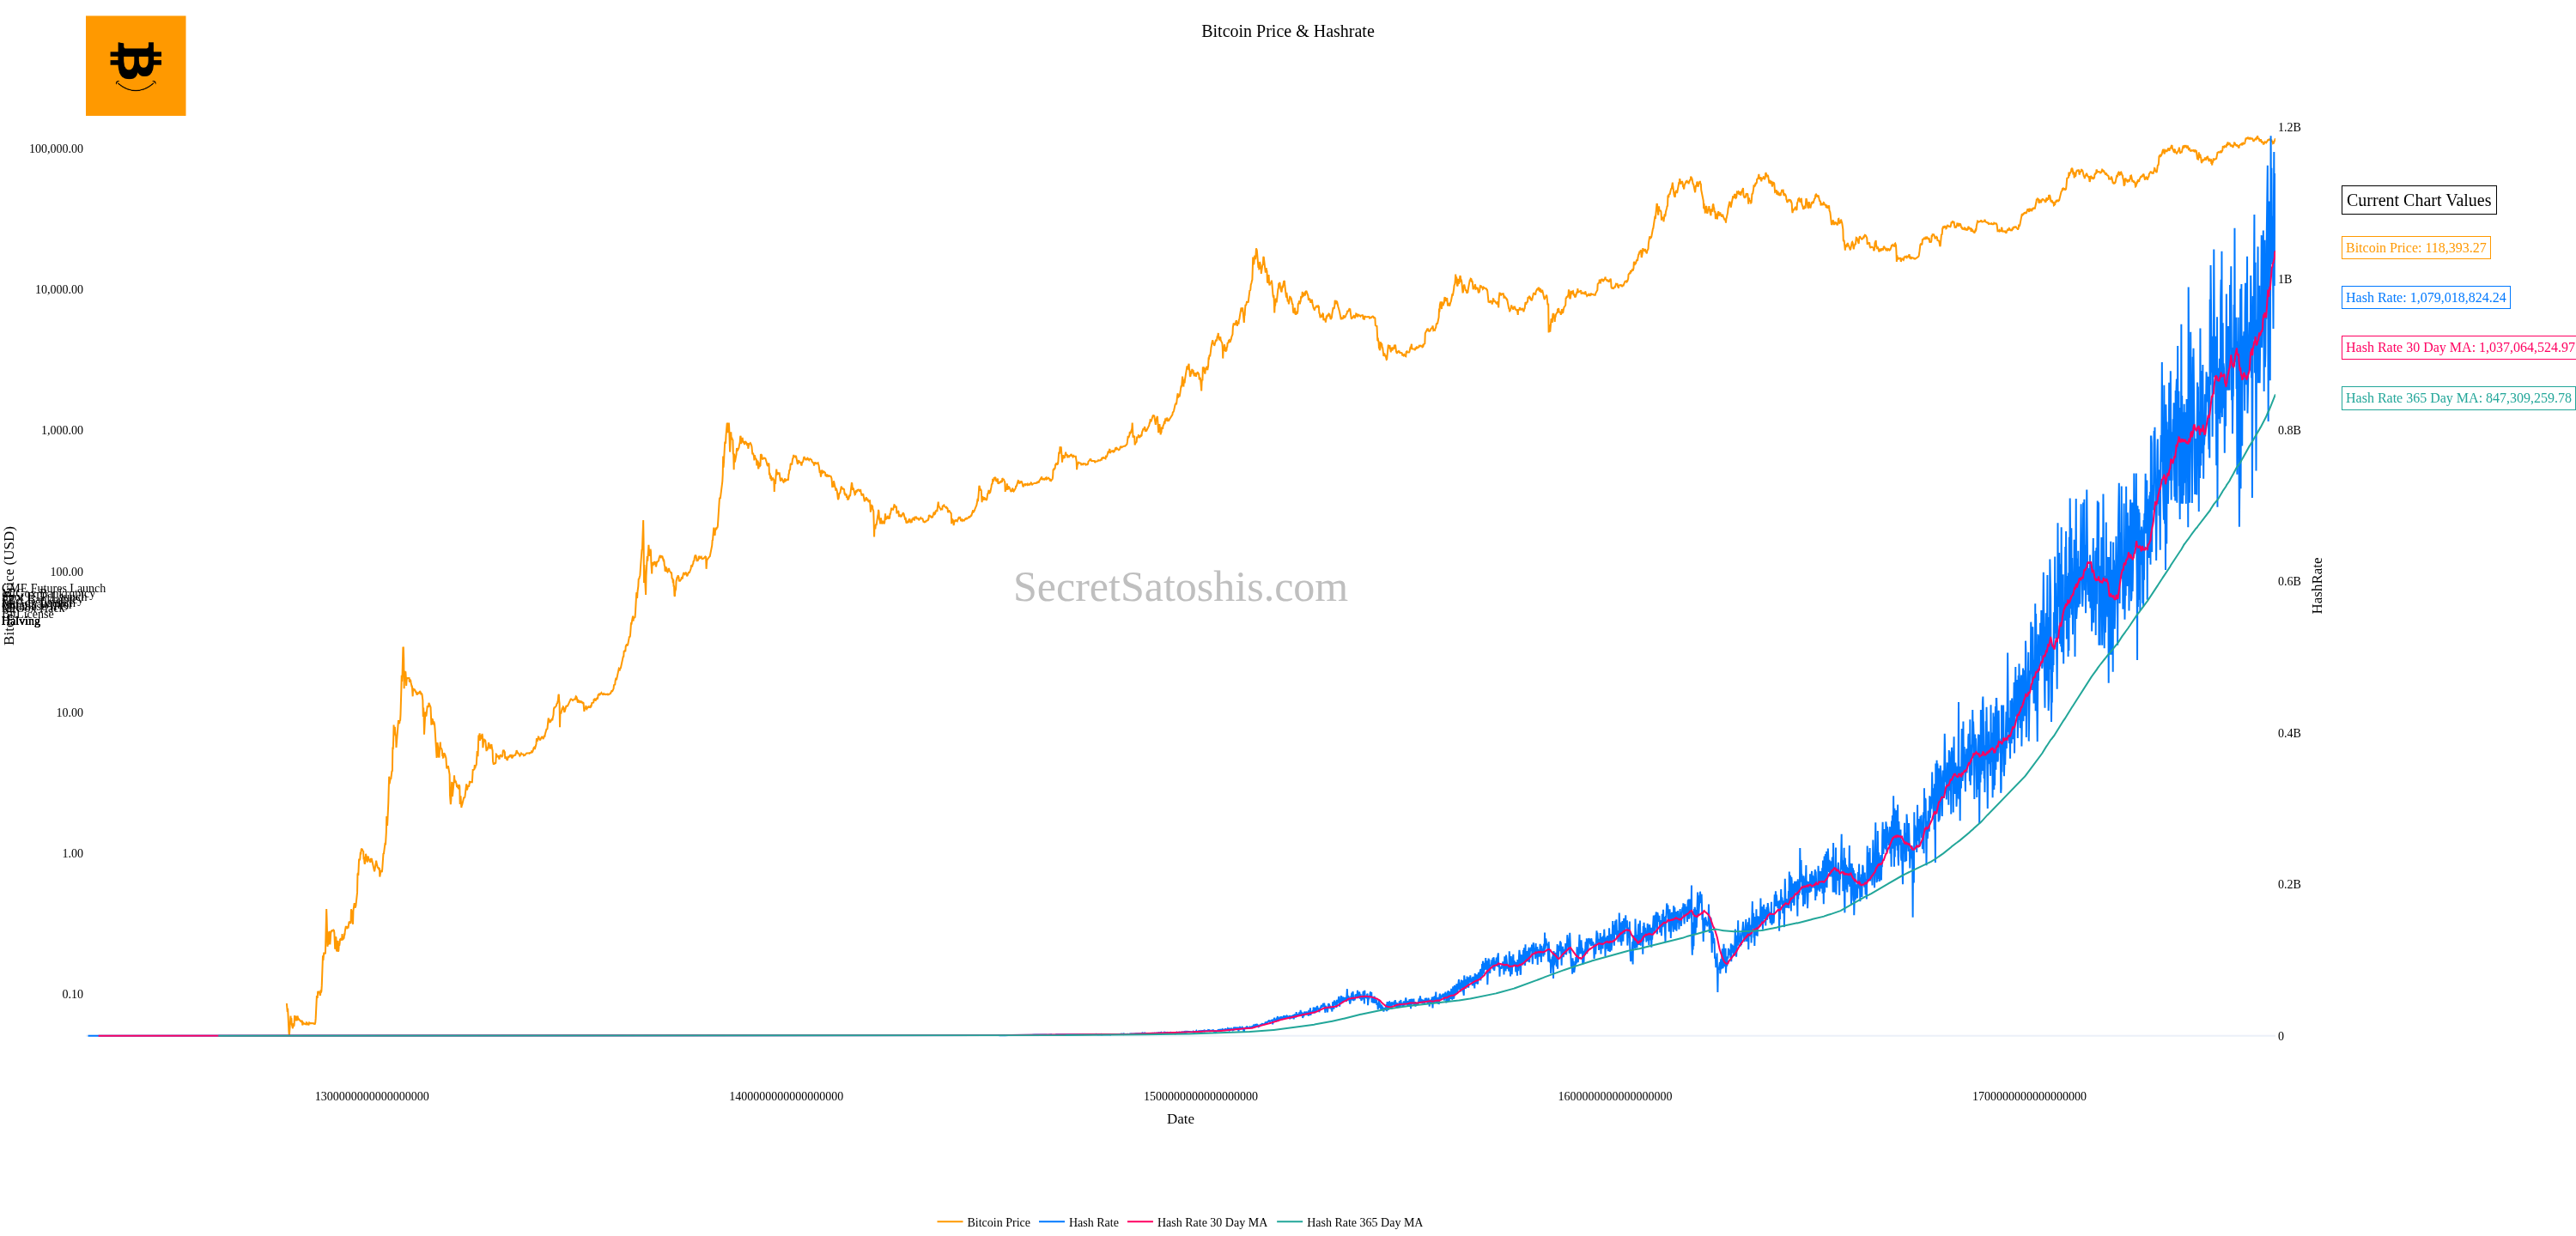 Bitcoin Price & Hashrate
100,000.00
10,000.00
1,000.00
100.00
10.00
1.00
0.10
1.2B
1B
0.8B
0.6B
0.4B
0.2B
0
Current Chart Values
Bitcoin Price: 118,393.27
Hash Rate: 1,079,018,824.24
Hash Rate 30 Day MA: 1,037,064,524.97
Hash Rate 365 Day MA: 847,309,259.78
CME Futures Launch
Halving
Bitcoin Price (USD)
HashRate
SecretSatoshis.com
1300000000000000000
1400000000000000000
1500000000000000000
1600000000000000000
1700000000000000000
Date
Bitcoin Price
Hash Rate
Hash Rate 30 Day MA
Hash Rate 365 Day MA